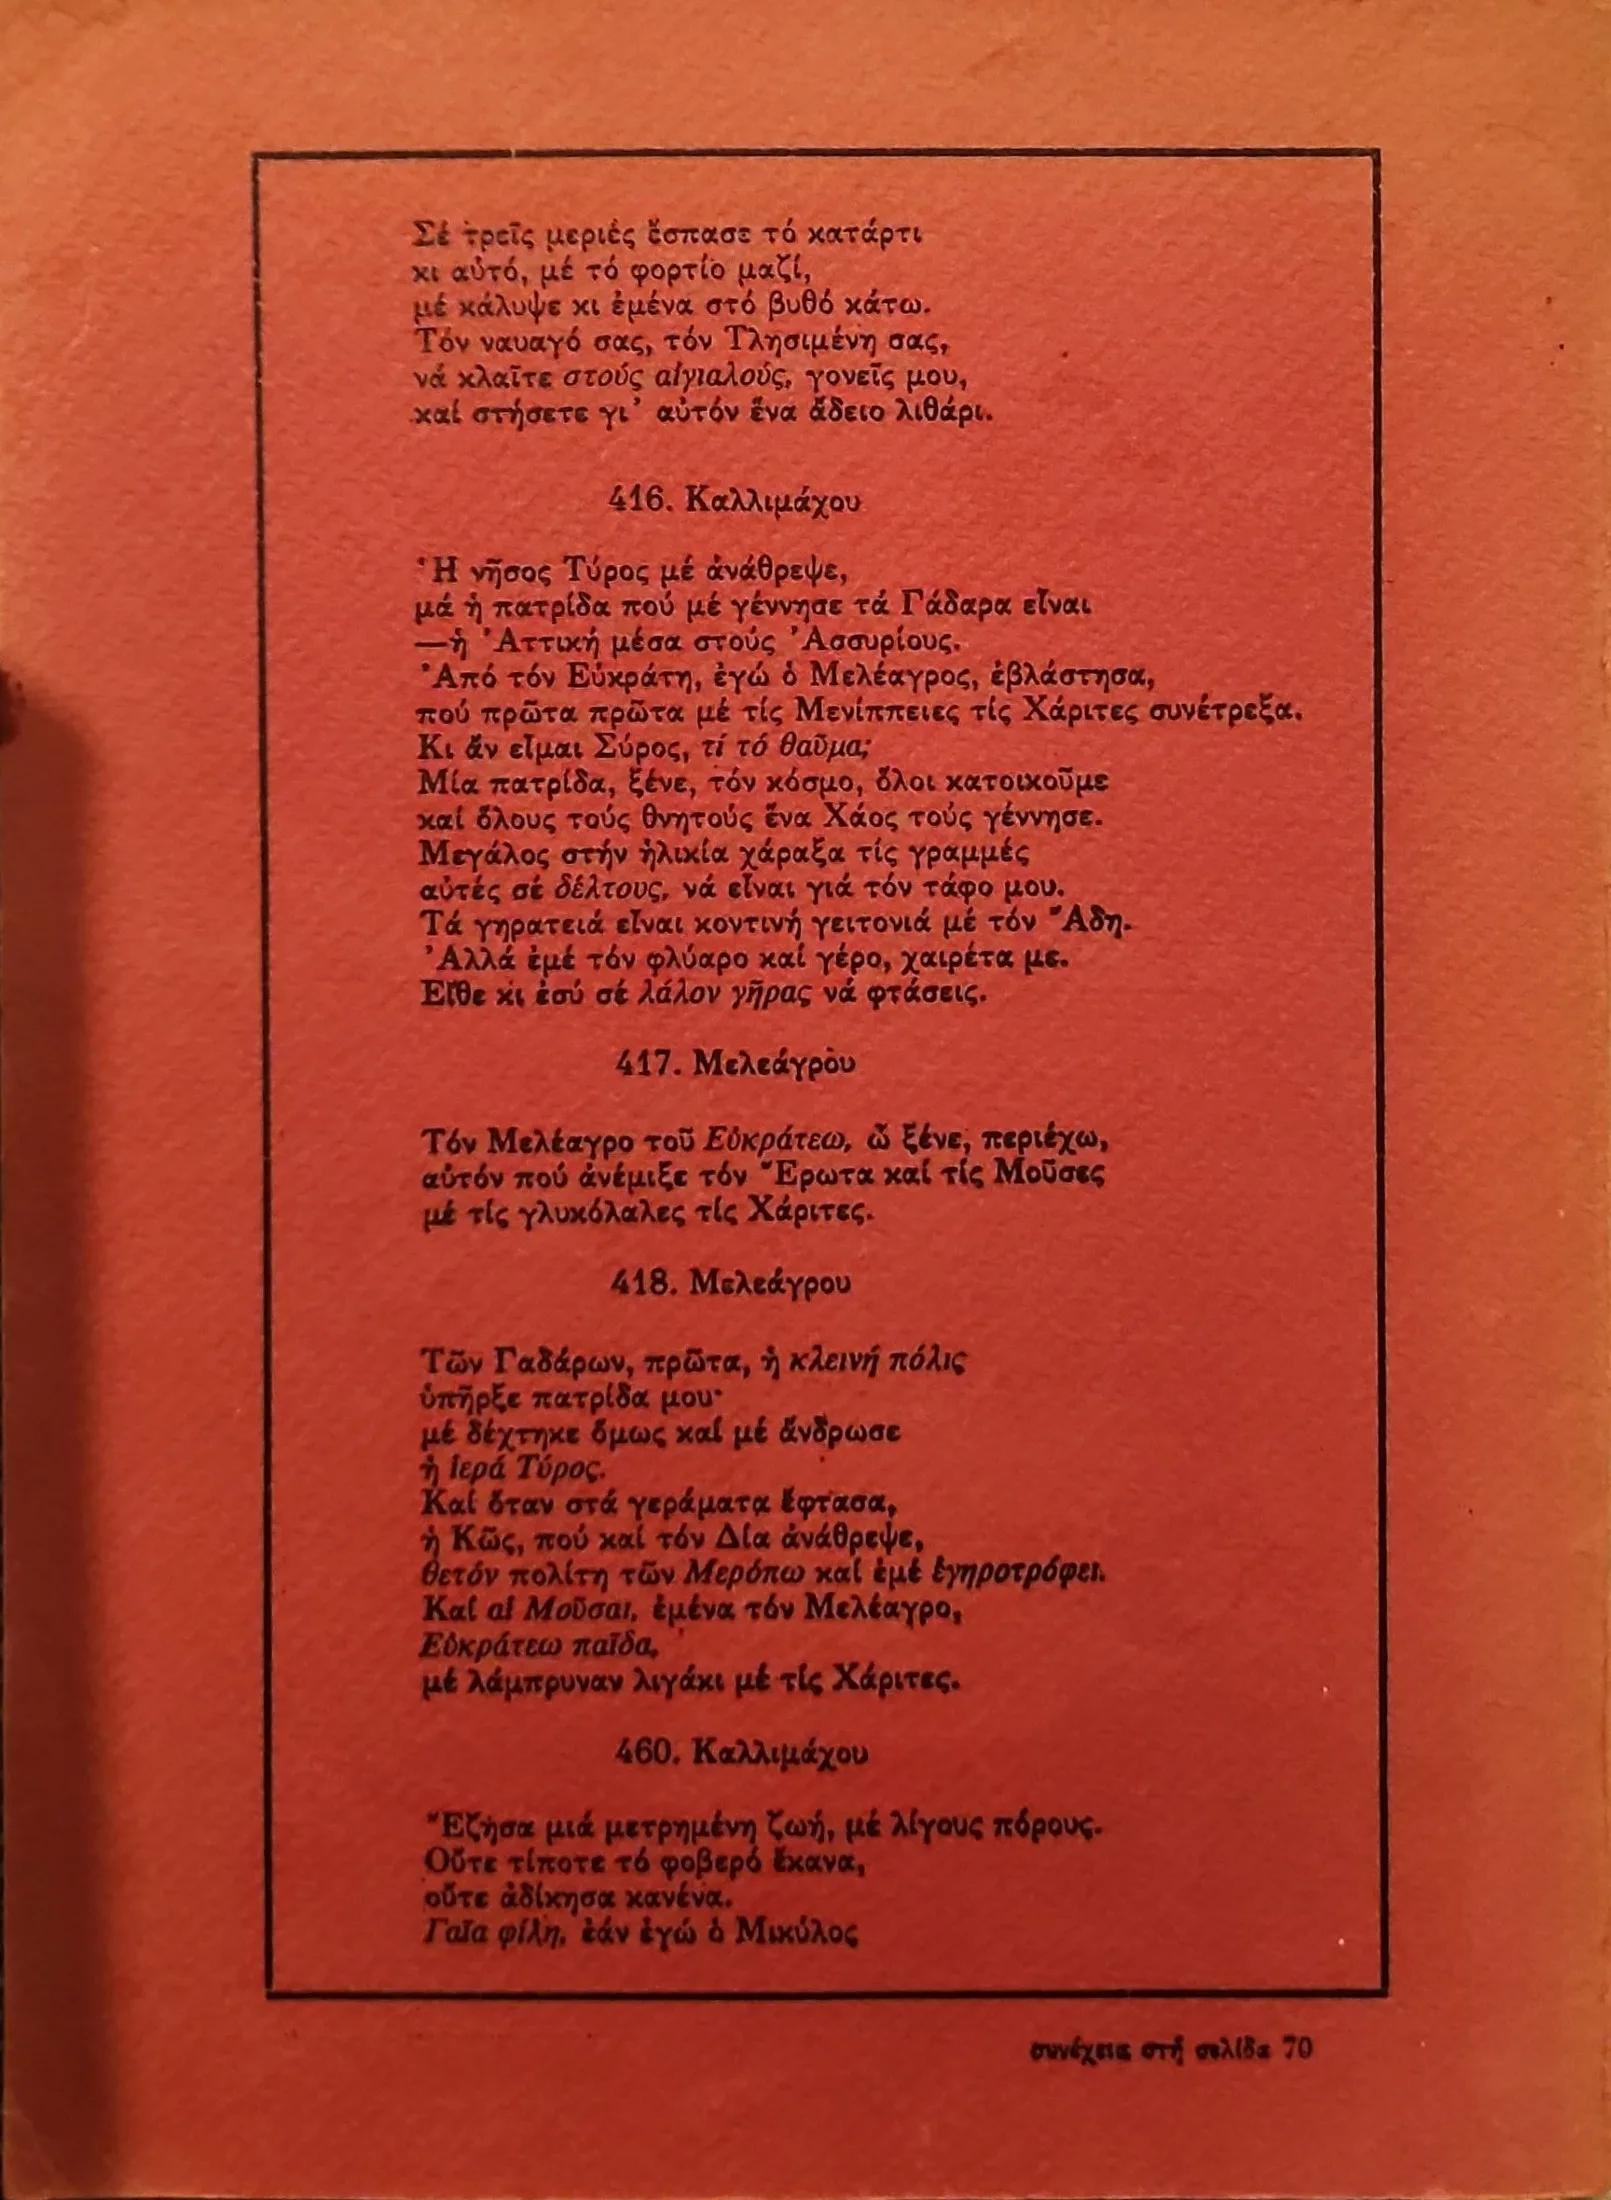 Σέ τρεῖς μεριές ἔσπασε τό κατάρτι
κι αὐτό, μέ τό φορτίο μαζί,
μέ κάλυψε κι ἐμένα στό βυθό κάτω.
Τόν ναυαγό σας, τόν Τλησιμένη σας,
νά κλαῖτε στούς αἰγιαλούς, γονεῖς μου,
καί στήσετε γι' αὐτόν ἕνα ἄδειο λιθάρι.
416. Καλλιμάχου
Ἡ νῆσος Τύρος μέ ἀνάθρεψε,
μά ἡ πατρίδα πού μέ γέννησε τά Γάδαρα εἶναι
—ἡ Ἀττική μέσα στούς Ἀσσυρίους.
Ἀπό τόν Εὐκράτη, ἐγώ ὁ Μελέαγρος, ἐβλάστησα,
πού πρῶτα πρῶτα μέ τίς Μενίππειες τίς Χάριτες συνέτρεξα.
Κι ἄν εἶμαι Σύρος, τί τό θαῦμα;
Μία πατρίδα, ξένε, τόν κόσμο, ὅλοι κατοικοῦμε
καί ὅλους τούς θνητούς ἕνα Χάος τούς γέννησε.
Μεγάλος στήν ἡλικία χάραξα τίς γραμμές
αὐτές σέ δέλτους, νά εἶναι γιά τόν τάφο μου.
Τά γηρατειά εἶναι κοντινή γειτονιά μέ τόν Ἅδη.
Ἀλλά ἐμέ τόν φλύαρο καί γέρο, χαιρέτα με.
Εἴθε κι ἐσύ σέ λάλον γῆρας νά φτάσεις.
417. Μελεάγρου
Τόν Μελέαγρο τοῦ Εὐκράτεω, ὦ ξένε, περιέχω,
αὐτόν πού ἀνέμιξε τόν Ἔρωτα καί τίς Μοῦσες
μέ τίς γλυκόλαλες τίς Χάριτες.
418. Μελεάγρου
Τῶν Γαδάρων, πρῶτα, ἡ κλεινή πόλις
ὑπῆρξε πατρίδα μου·
μέ δέχτηκε ὅμως καί μέ ἄνδρωσε
ἡ ἱερά Τύρος.
Καί ὅταν στά γεράματα ἔφτασα,
ἡ Κῶς, πού καί τόν Δία ἀνάθρεψε,
θετόν πολίτη τῶν Μερόπω καί ἐμέ ἐγηροτρόφει.
Καί αἱ Μοῦσαι, ἐμένα τόν Μελέαγρο,
Εὐκράτεω παῖδα,
μέ λάμπρυναν λιγάκι μέ τίς Χάριτες.
460. Καλλιμάχου
Ἔζησα μιά μετρημένη ζωή, μέ λίγους πόρους.
Οὔτε τίποτε τό φοβερό ἔκανα,
οὔτε ἀδίκησα κανένα.
Γαῖα φίλη, ἐάν ἐγώ ὁ Μικύλος
συνέχεια στή σελίδα 70